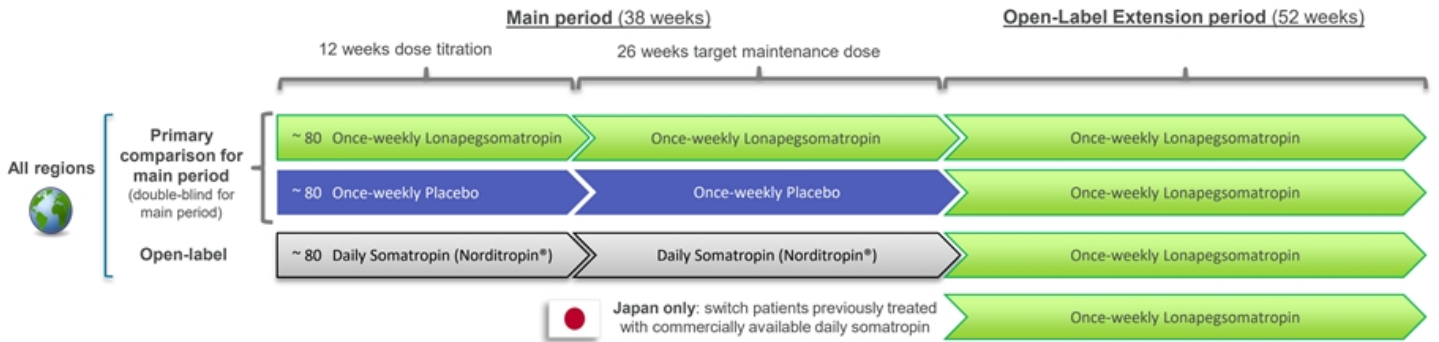 Main period (38 weeks)
Open-Label Extension period (52 weeks)
12 weeks dose titration
26 weeks target maintenance dose
All regions
Primary
comparison for
main period
(double-blind for
main period)
~ 80 Once-weekly Lonapegsomatropin
Once-weekly Lonapegsomatropin
Once-weekly Lonapegsomatropin
~ 80 Once-weekly Placebo
Once-weekly Placebo
Once-weekly Lonapegsomatropin
Open-label
~ 80 Daily Somatropin (Norditropin®)
Daily Somatropin (Norditropin®)
Once-weekly Lonapegsomatropin
Japan only: switch patients previously treated
with commercially available daily somatropin
Once-weekly Lonapegsomatropin